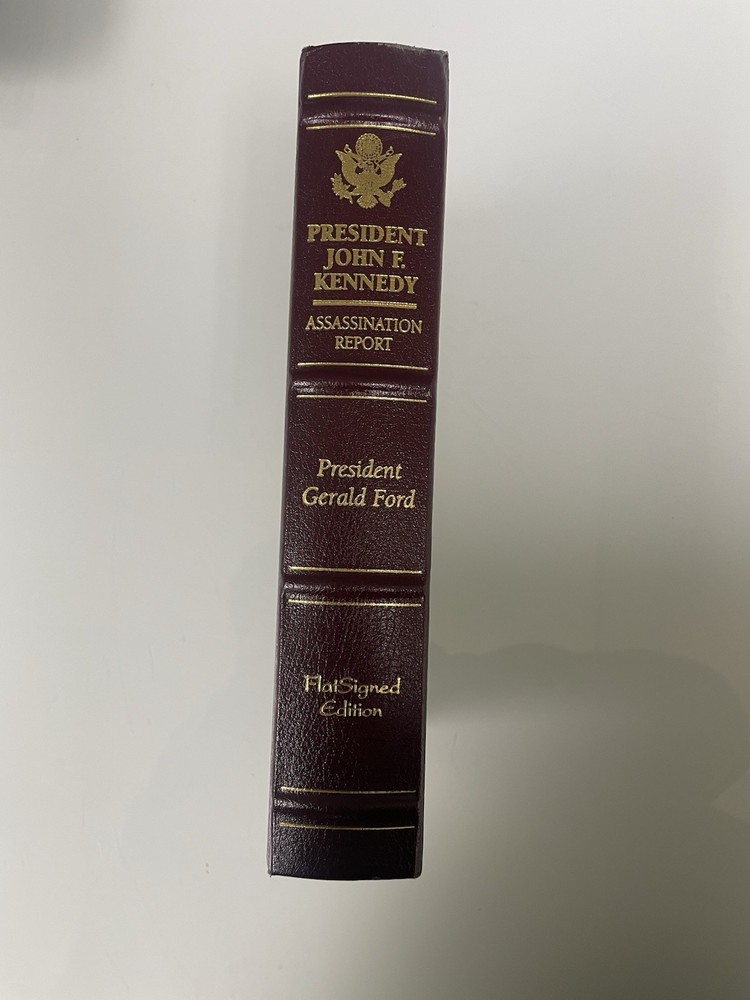 PRESIDENT
JOHN F.
KENNEDY
ASSASSINATION
REPORT
President
Gerald Ford
FlatSigned
Edition